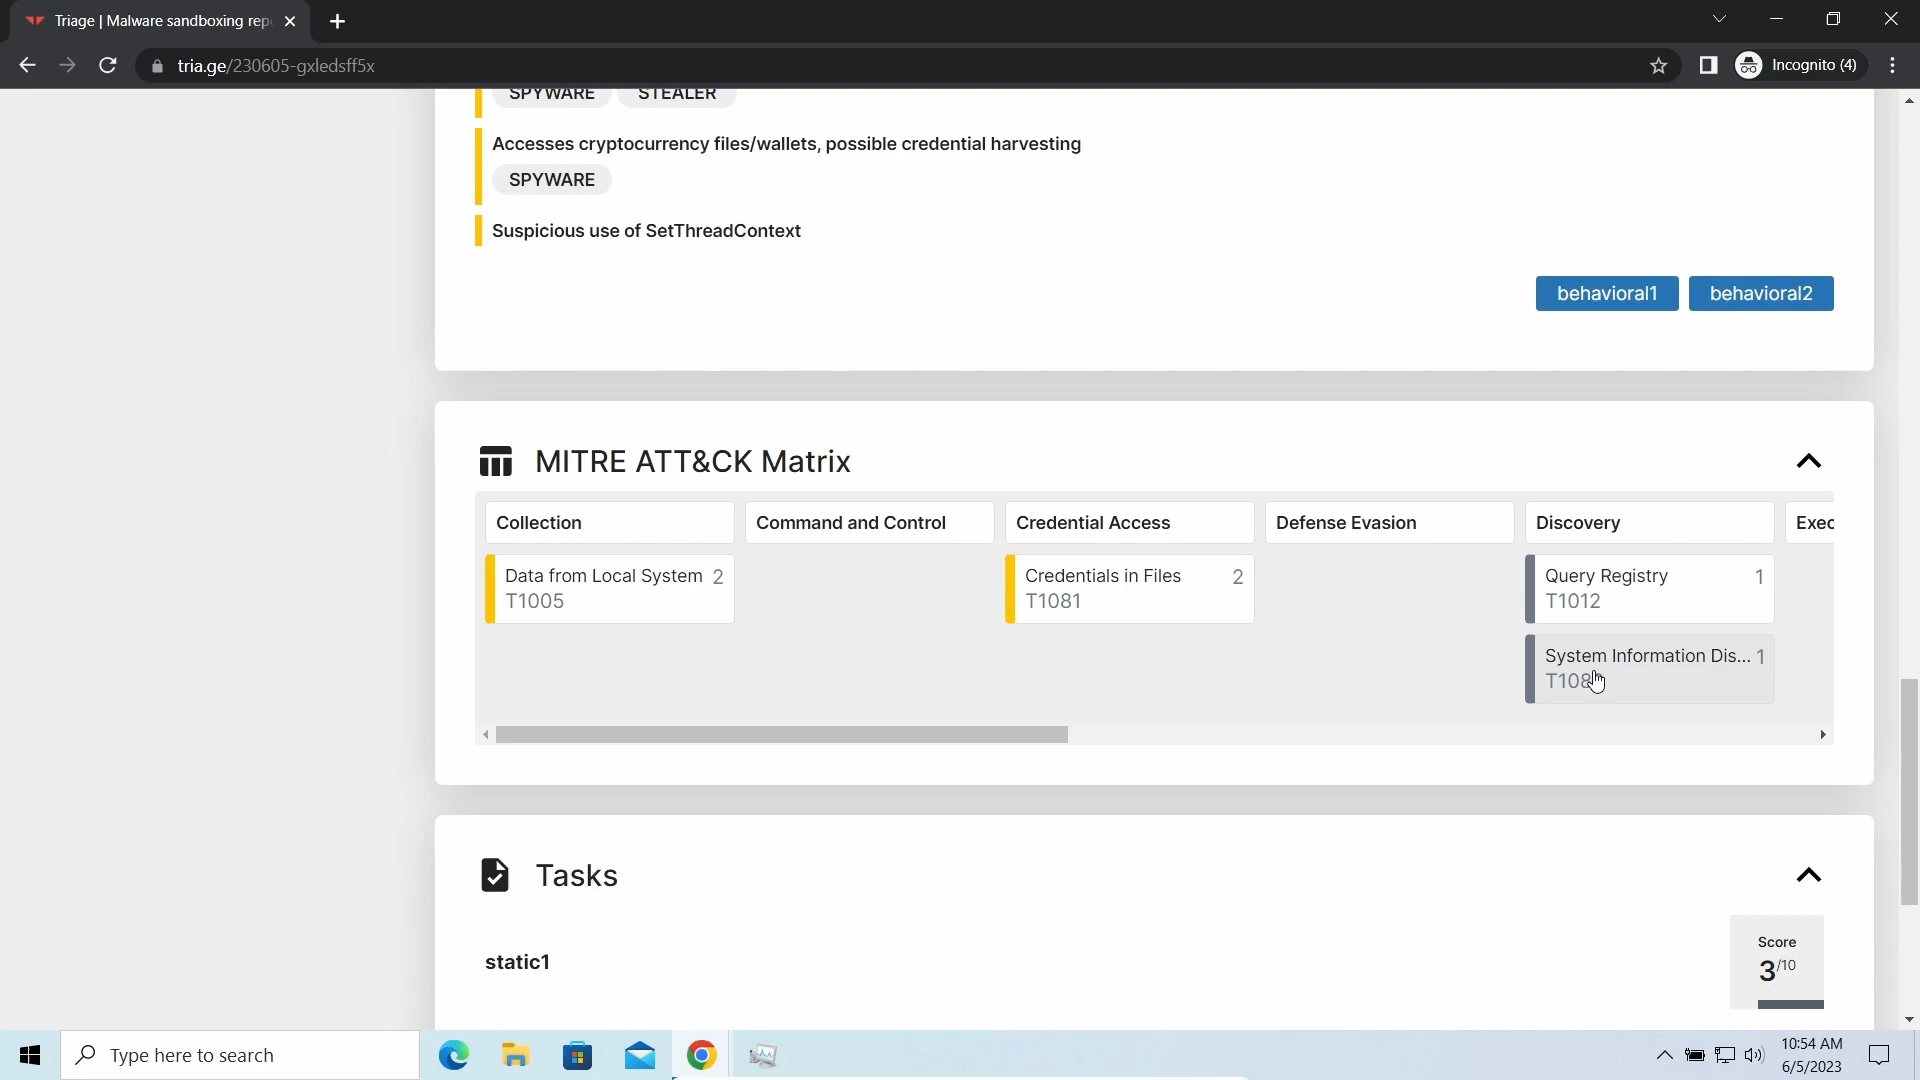 Triage | Malware sandboxing rep
tria.ge/230605-gxledsff5x
Incognito (4)
SPYWARE STEALER
Accesses cryptocurrency files/wallets, possible credential harvesting
SPYWARE
Suspicious use of SetThreadContext
behavioral1 behavioral2
MITRE ATT&CK Matrix
Collection Command and Control Credential Access Defense Evasion Discovery Exec
Data from Local System 2 Credentials in Files 2 Query Registry 1
T1005 T1081 T1012
System Information Dis... 1
T108
Tasks
static1
Score
3/10
Type here to search
10:54 AM
6/5/2023